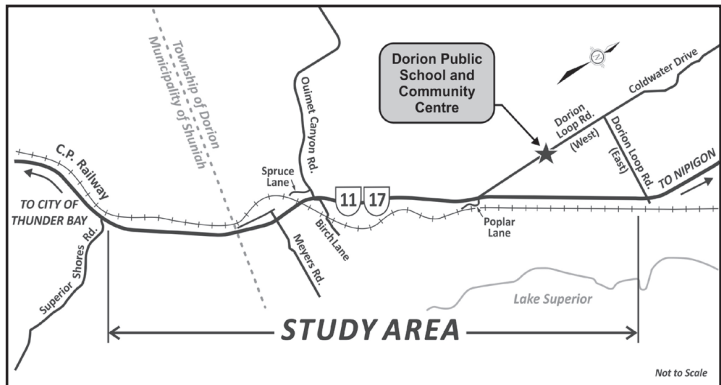 Dorion Public
School and
Community
Centre
Township of Dorion
Municipality of Shuniah
Ouimet Canyon Rd.
Coldwater Drive
N
Dorion
Loop Rd.
(West)
Dorion Loop Rd.
(East)
C.P. Railway
Spruce
Lane
TO NIPIGON
TO CITY OF
THUNDER BAY
11
17
Superior
Shores
Rd.
Meyers Rd.
Birch Lane
Poplar
Lane
Lake Superior
STUDY AREA
Not to Scale